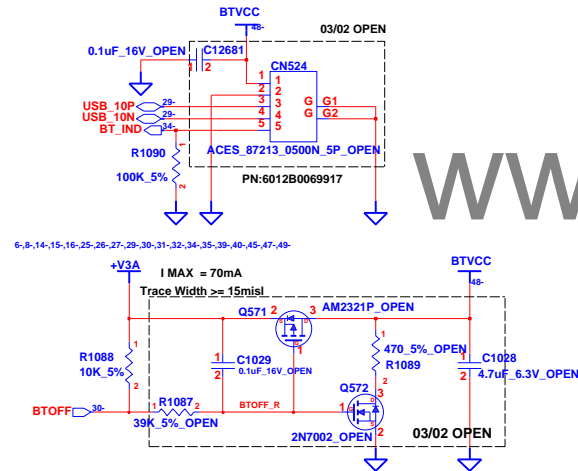 BTVCC
48-
03/02 OPEN
0.1uF_16V_OPEN
C12681
1 2
CN524
1 1
2 2
USB_10P 29- 3 3 G G1
USB_10N 29- 4 4 G G2
BT_IND 34- 5 5
ACES_87213_0500N_5P_OPEN
1
R1090
100K_5%
2
PN:6012B0069917
WW
6-,8-,14-,15-,16-,25-,26-,27-,29-,30-,31-,32-,34-,35-,39-,40-,45-,47-,49-
+V3A
I MAX = 70mA
Trace Width >= 15misl
BTVCC
48-
AM2321P_OPEN
Q571
2 3
S D
G
1
R1088
10K_5%
1
2
C1029
0.1uF_16V_OPEN
1
2
470_5%_OPEN
R1089
1
2
C1028
4.7uF_6.3V_OPEN
1
2
BTOFF 30-
R1087
1 2
39K_5%_OPEN
BTOFF_R
Q572
3
D
1
G
S
2
2N7002_OPEN
03/02 OPEN